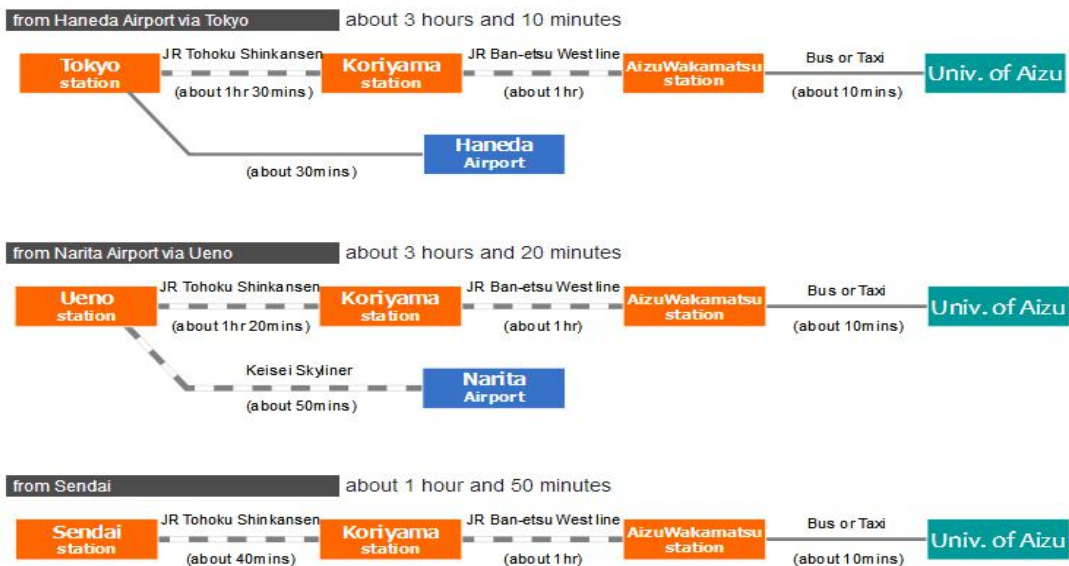 from Haneda Airport via Tokyo about 3 hours and 10 minutes
JR Tohoku Shinkansen JR Ban-etsu West line Bus or Taxi
Tokyo station Koriyama station AizuWakamatsu station Univ. of Aizu
(about 1hr 30mins) (about 1hr) (about 10mins)
Haneda Airport
(about 30mins)
from Narita Airport via Ueno about 3 hours and 20 minutes
JR Tohoku Shinkansen JR Ban-etsu West line Bus or Taxi
Ueno station Koriyama station AizuWakamatsu station Univ. of Aizu
(about 1hr 20mins) (about 1hr) (about 10mins)
Keisei Skyliner Narita Airport
(about 50mins)
from Sendai about 1 hour and 50 minutes
JR Tohoku Shinkansen JR Ban-etsu West line Bus or Taxi
Sendai station Koriyama station AizuWakamatsu station Univ. of Aizu
(about 40mins) (about 1hr) (about 10mins)